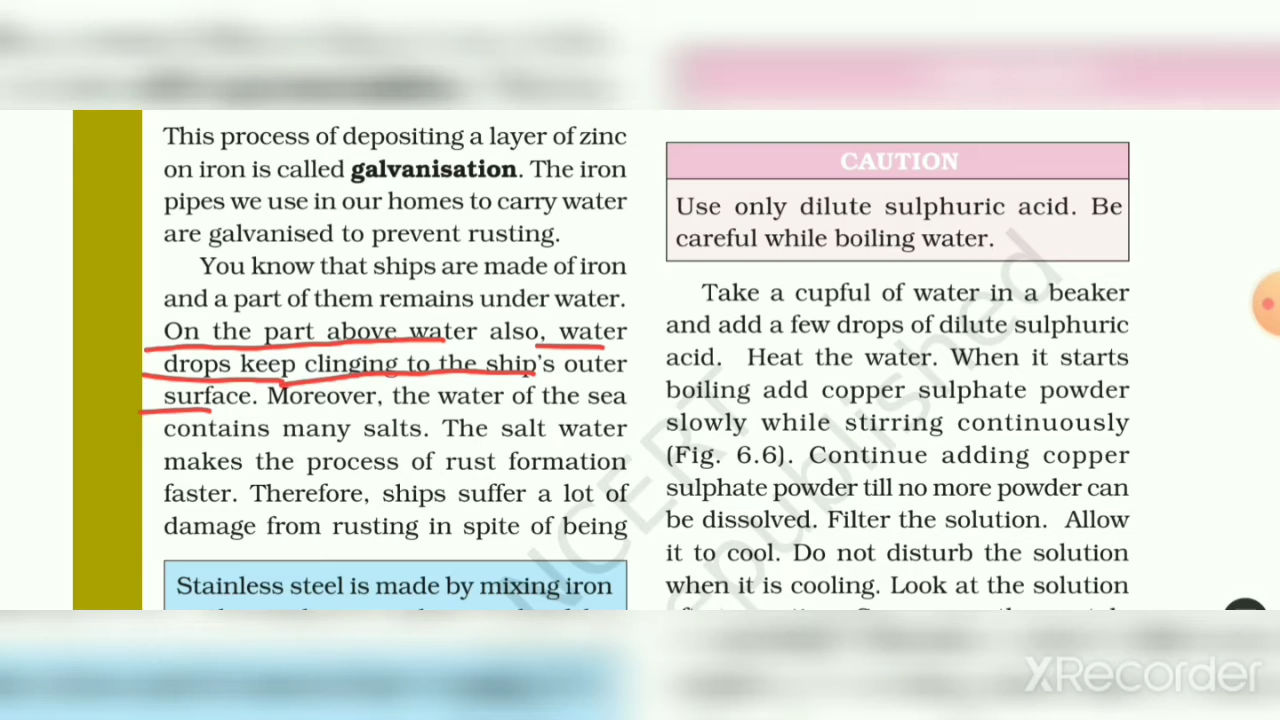 This process of depositing a layer of zinc
on iron is called galvanisation. The iron
pipes we use in our homes to carry water
are galvanised to prevent rusting.
You know that ships are made of iron
and a part of them remains under water.
On the part above water also, water
drops keep clinging to the ship's outer
surface. Moreover, the water of the sea
contains many salts. The salt water
makes the process of rust formation
faster. Therefore, ships suffer a lot of
damage from rusting in spite of being
Stainless steel is made by mixing iron
CAUTION
Use only dilute sulphuric acid. Be
careful while boiling water.
Take a cupful of water in a beaker
and add a few drops of dilute sulphuric
acid. Heat the water. When it starts
boiling add copper sulphate powder
slowly while stirring continuously
(Fig. 6.6). Continue adding copper
sulphate powder till no more powder can
be dissolved. Filter the solution. Allow
it to cool. Do not disturb the solution
when it is cooling. Look at the solution
NCERT
republished
XRecorder